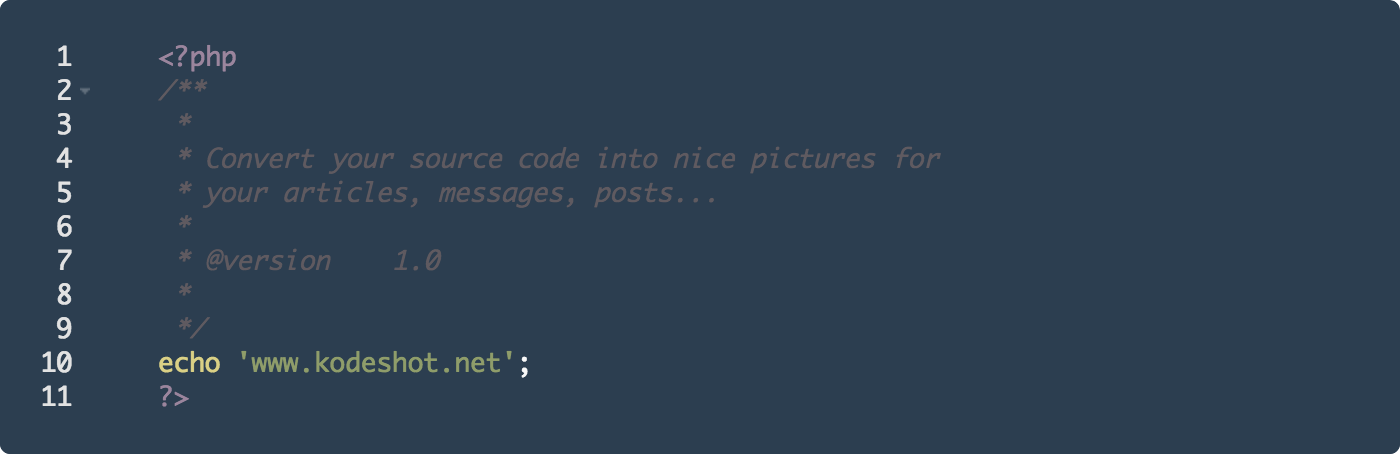 1 <?php
2 /**
3  *
4  * Convert your source code into nice pictures for
5  * your articles, messages, posts...
6  *
7  * @version    1.0
8  *
9  */
10 echo 'www.kodeshot.net';
11 ?>